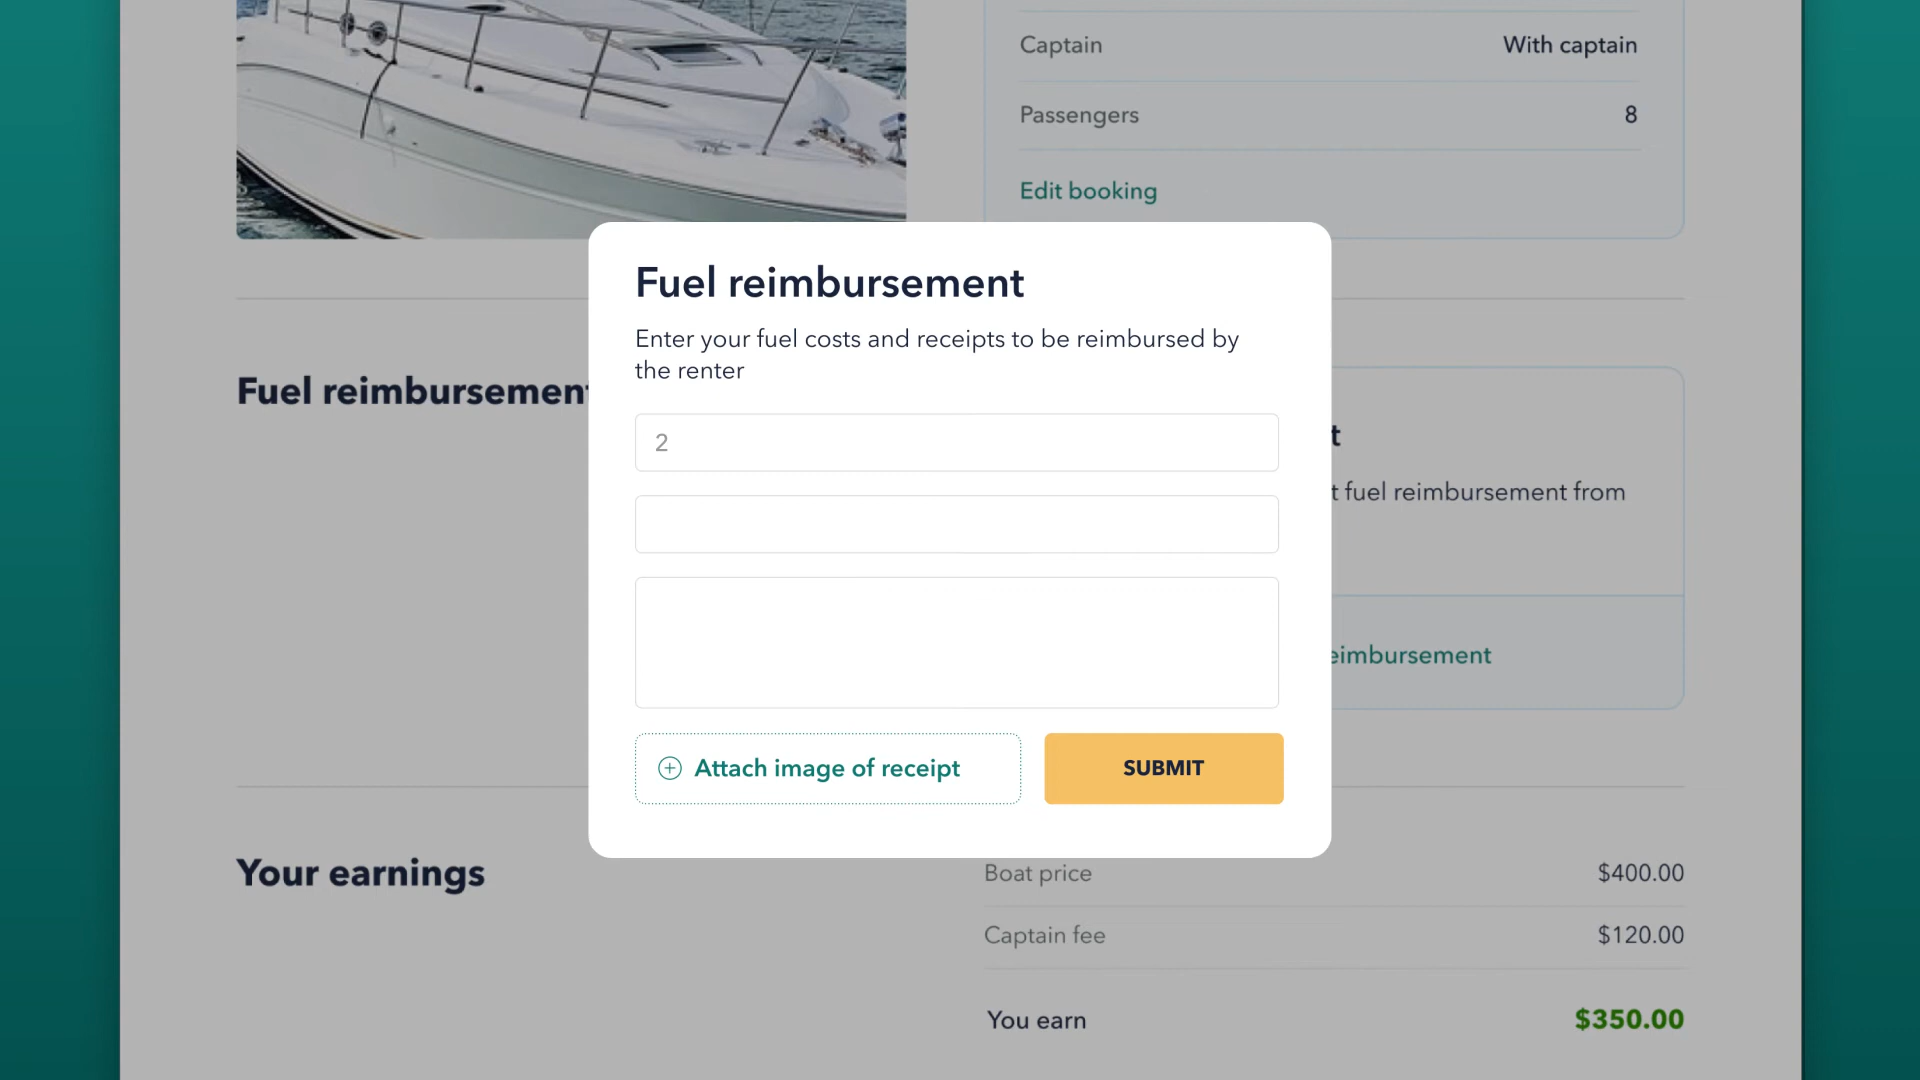 Captain With captain
Passengers 8
Edit booking
Fuel reimbursement
Enter your fuel costs and receipts to be reimbursed by
the renter
Fuel reimbursement
2
t
t fuel reimbursement from
eimbursement
Attach image of receipt
SUBMIT
Your earnings
Boat price $400.00
Captain fee $120.00
You earn $350.00